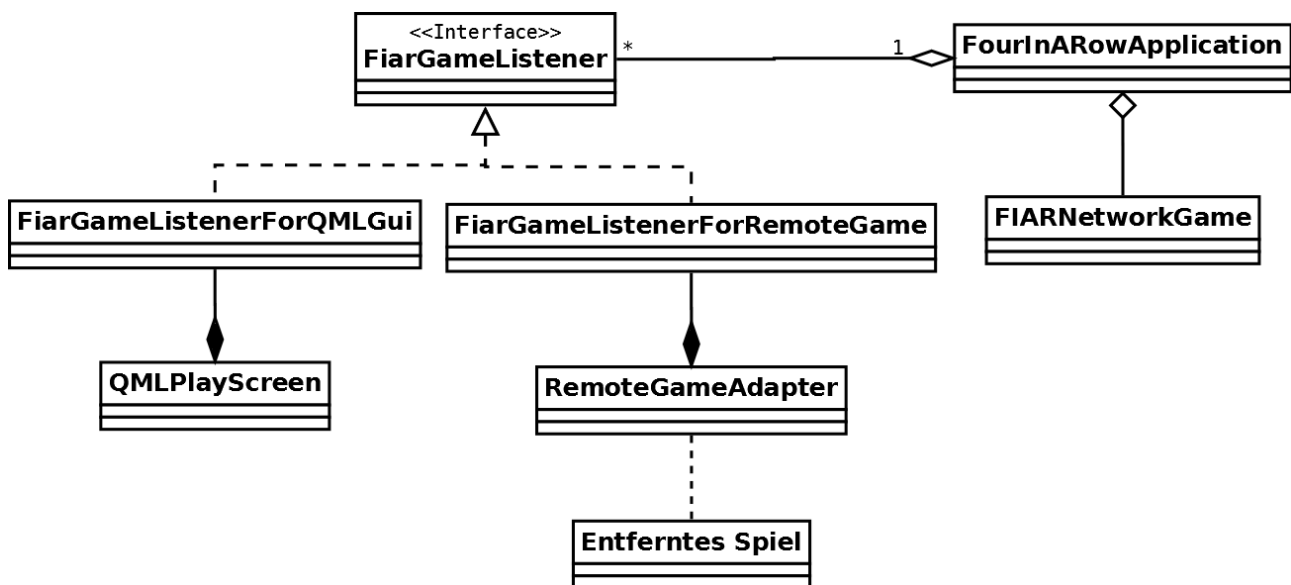 <<Interface>>
FiarGameListener
*
1
FourInARowApplication
FiarGameListenerForQMLGui
FiarGameListenerForRemoteGame
FIARNetworkGame
QMLPlayScreen
RemoteGameAdapter
Entferntes Spiel